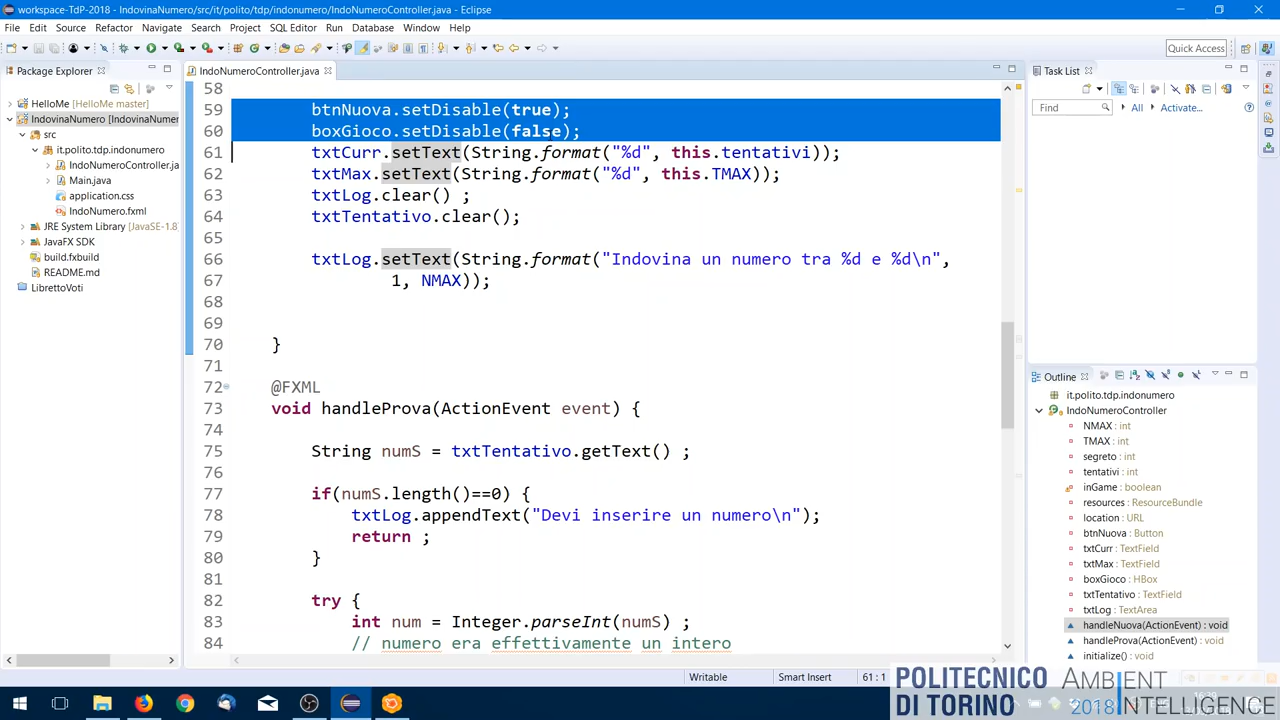 workspace-TdP-2018 - IndovinaNumero/src/it/polito/tdp/indonumero/IndoNumeroController.java - Eclipse
File Edit Source Refactor Navigate Search Project SQL Editor Run Database Window Help
Quick Access
Package Explorer
HelloMe [HelloMe master]
IndovinaNumero [IndovinaNumer
src
it.polito.tdp.indonumero
IndoNumeroController.ja
Main.java
application.css
IndoNumero.fxml
JRE System Library [JavaSE-1.8]
JavaFX SDK
build.fxbuild
README.md
LibrettoVoti
IndoNumeroController.java
58
59 btnNuova.setDisable(true);
60 boxGioco.setDisable(false);
61 txtCurr.setText(String.format("%d", this.tentativi));
62 txtMax.setText(String.format("%d", this.TMAX));
63 txtLog.clear() ;
64 txtTentativo.clear();
65
66 txtLog.setText(String.format("Indovina un numero tra %d e %d\n",
67 1, NMAX));
68
69
70 }
71
72 @FXML
73 void handleProva(ActionEvent event) {
74
75 String numS = txtTentativo.getText() ;
76
77 if(numS.length()==0) {
78 txtLog.appendText("Devi inserire un numero\n");
79 return ;
80 }
81
82 try {
83 int num = Integer.parseInt(numS) ;
84 // numero era effettivamente un intero
Task List
Find All Activate...
Outline
it.polito.tdp.indonumero
IndoNumeroController
NMAX : int
TMAX : int
segreto : int
tentativi : int
inGame : boolean
resources : ResourceBundle
location : URL
btnNuova : Button
txtCurr : TextField
txtMax : TextField
boxGioco : HBox
txtTentativo : TextField
txtLog : TextArea
handleNuova(ActionEvent) : void
handleProva(ActionEvent) : void
initialize() : void
Writable Smart Insert 61 : 1
POLITECNICO
DI TORINO
AMBIENT
2018 INTELLIGENCE